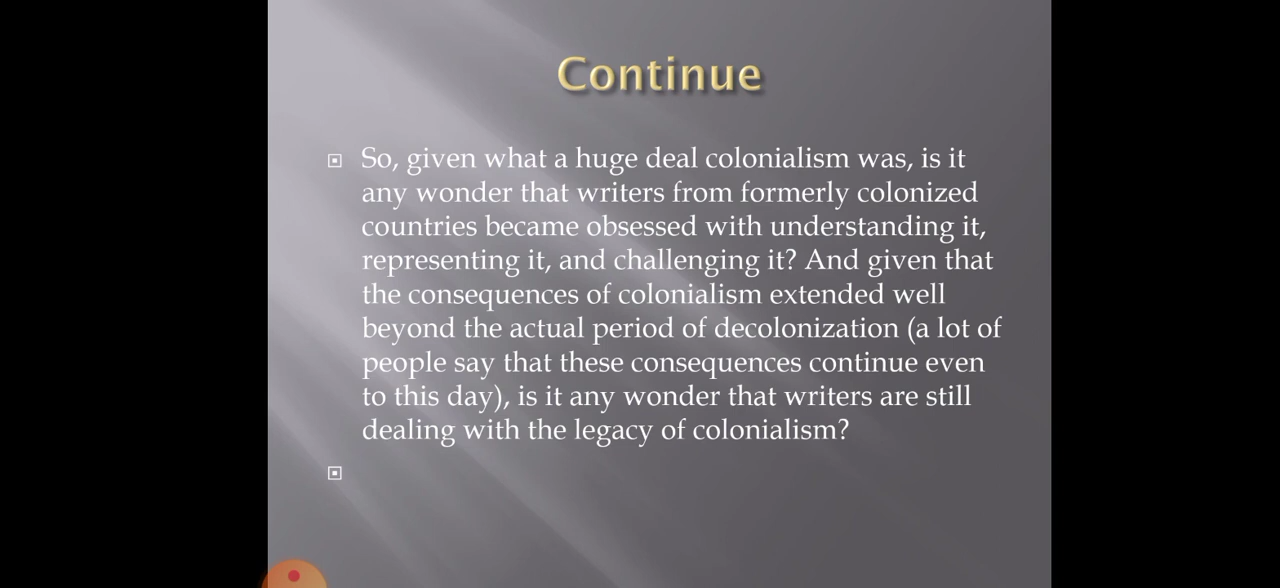 Continue
So, given what a huge deal colonialism was, is it
any wonder that writers from formerly colonized
countries became obsessed with understanding it,
representing it, and challenging it? And given that
the consequences of colonialism extended well
beyond the actual period of decolonization (a lot of
people say that these consequences continue even
to this day), is it any wonder that writers are still
dealing with the legacy of colonialism?